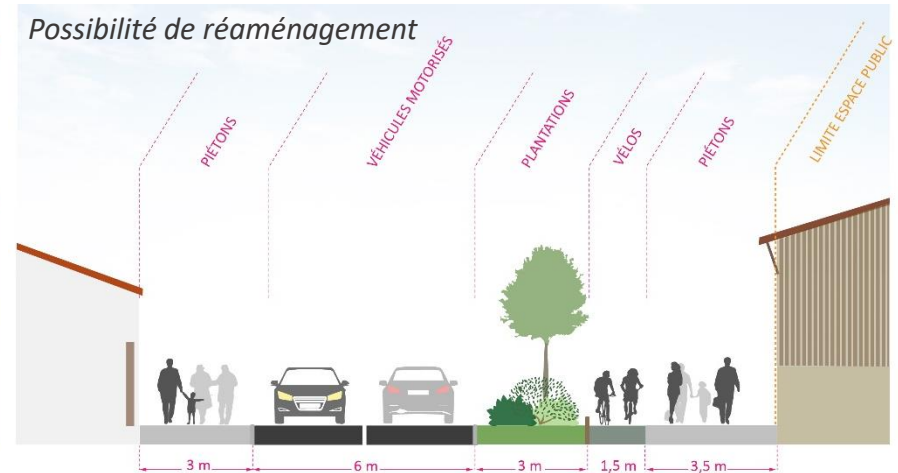 Possibilité de réaménagement
PIÉTONS
VÉHICULES MOTORISÉS
PLANTATIONS
VÉLOS
PIÉTONS
LIMITE ESPACE PUBLIC
3 m
6 m
3 m
1,5 m
3,5 m